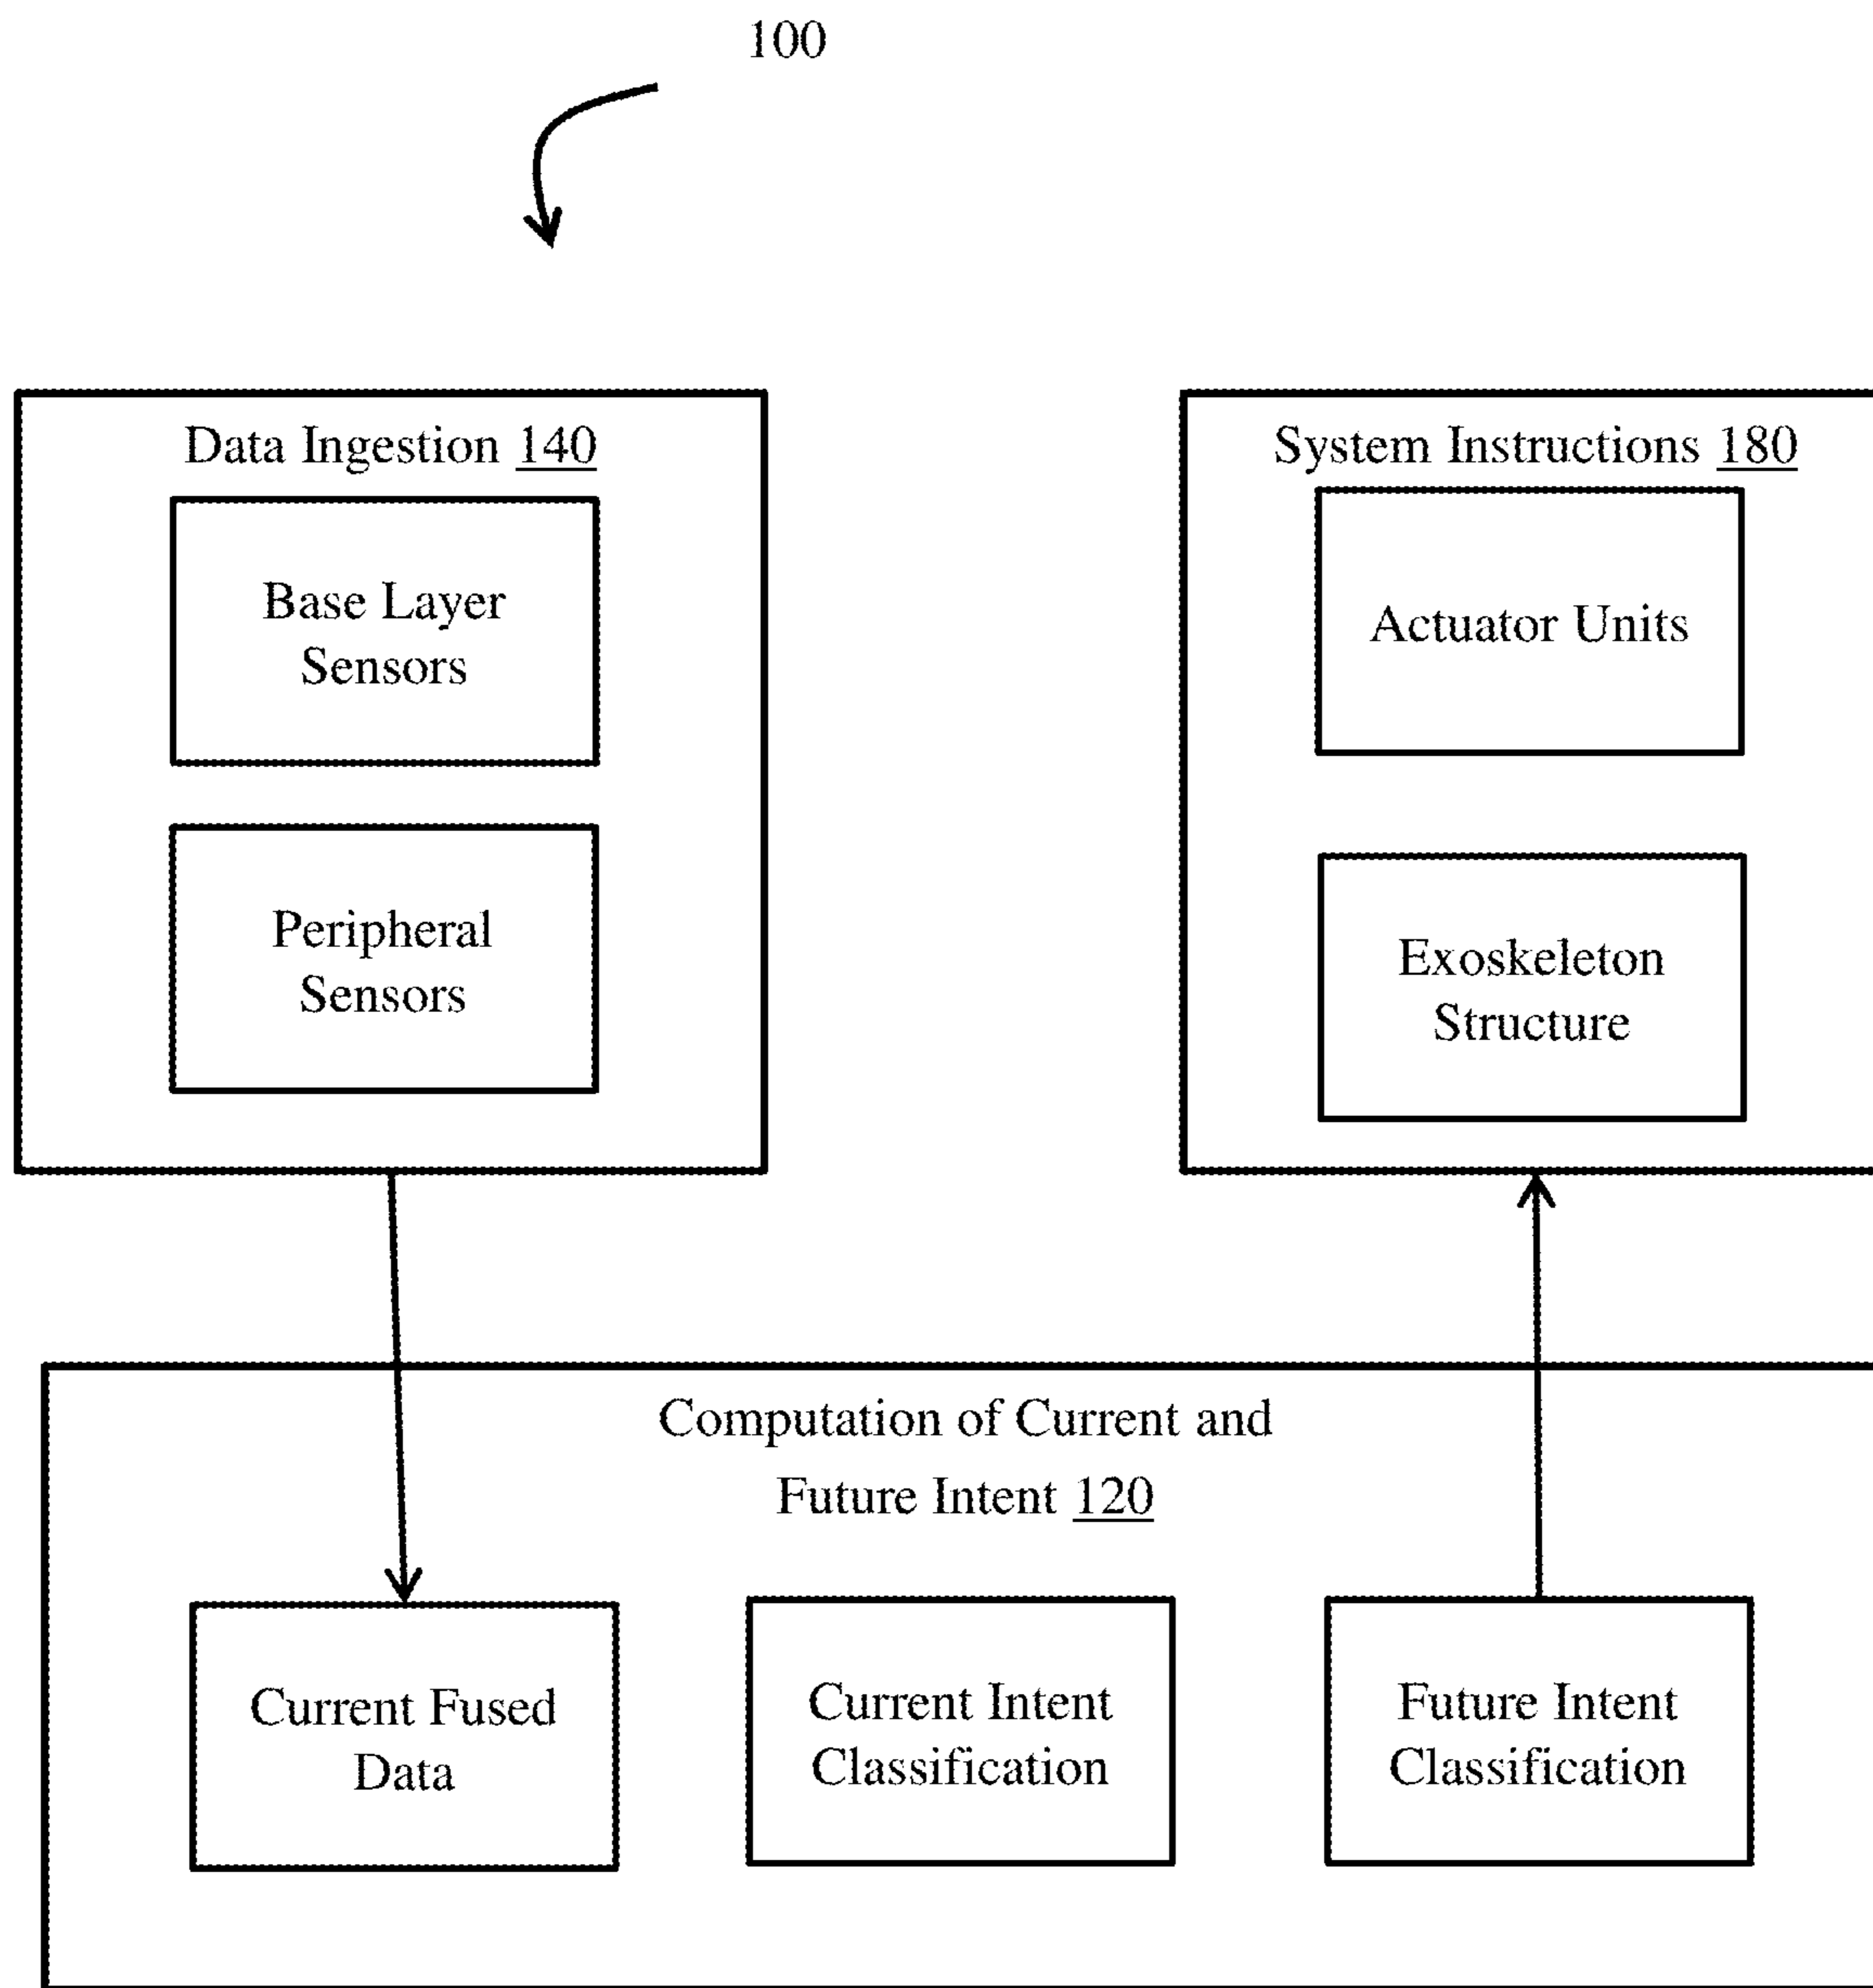 100
Data Ingestion 140
Base Layer
Sensors
Peripheral
Sensors
System Instructions 180
Actuator Units
Exoskeleton
Structure
Computation of Current and
Future Intent 120
Current Fused
Data
Current Intent
Classification
Future Intent
Classification